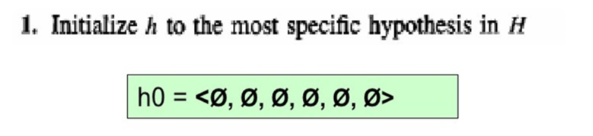 1. Initialize h to the most specific hypothesis in H
h0 = <Ø, Ø, Ø, Ø, Ø, Ø>